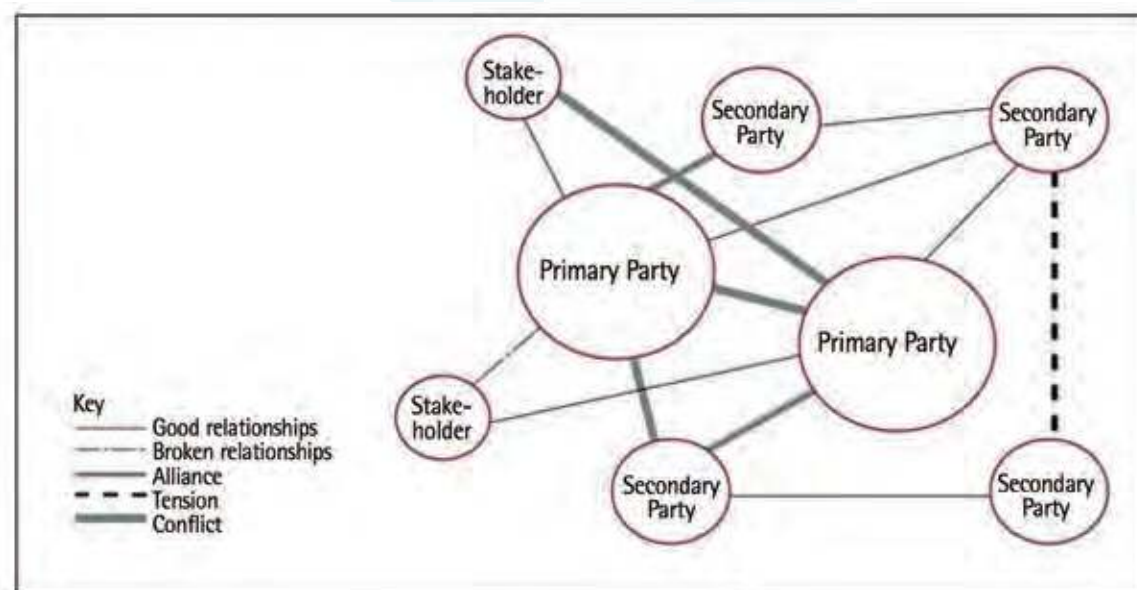 Stake-
holder
Secondary
Party
Secondary
Party
Primary Party
Primary Party
Stake-
holder
Secondary
Party
Secondary
Party
Key
Good relationships
Broken relationships
Alliance
Tension
Conflict